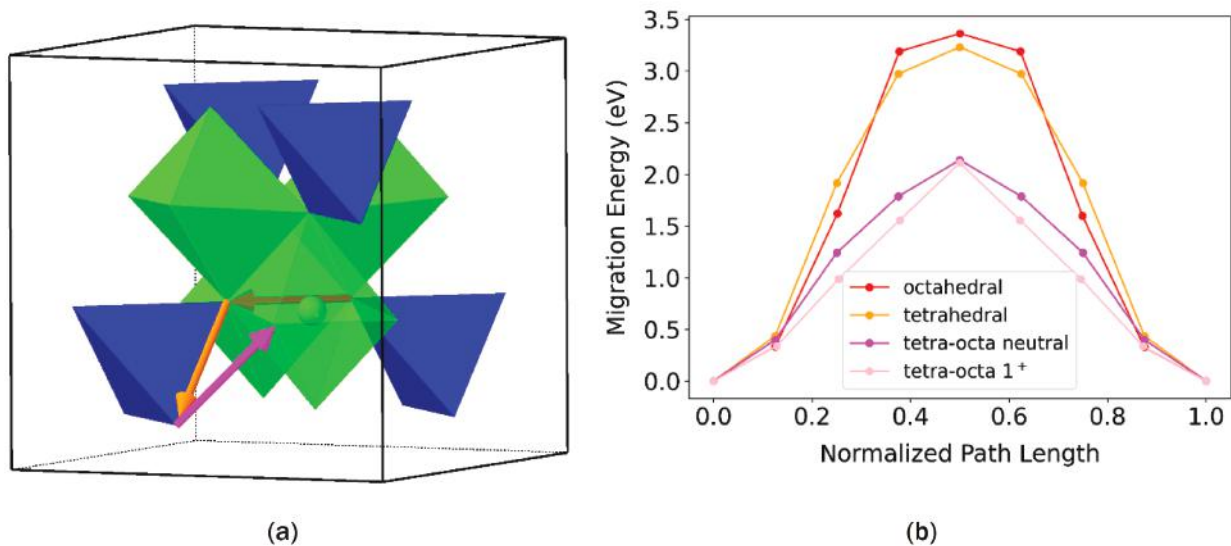 3.5
3.0
2.5
2.0
1.5
1.0
0.5
0.0
Migration Energy (eV)
octahedral
tetrahedral
tetra-octa neutral
tetra-octa 1⁺
0.0 0.2 0.4 0.6 0.8 1.0
Normalized Path Length
(a) (b)